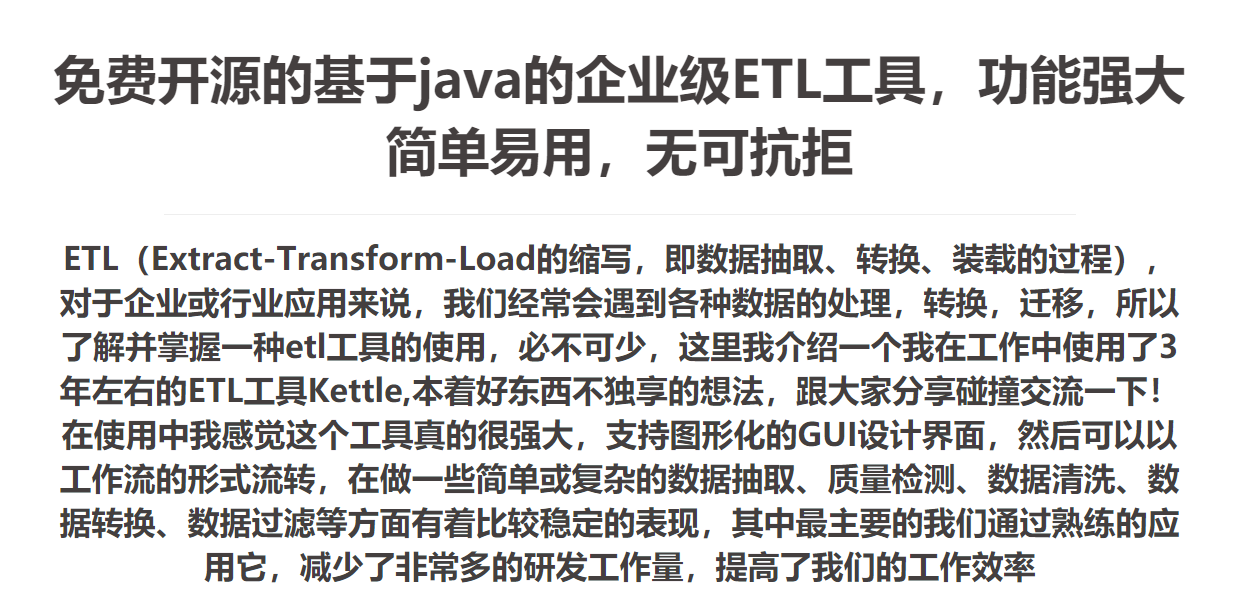 免费开源的基于java的企业级ETL工具，功能强大
简单易用，无可抗拒
ETL（Extract-Transform-Load的缩写，即数据抽取、转换、装载的过程），
对于企业或行业应用来说，我们经常会遇到各种数据的处理，转换，迁移，所以
了解并掌握一种etl工具的使用，必不可少，这里我介绍一个我在工作中使用了3
年左右的ETL工具Kettle,本着好东西不独享的想法，跟大家分享碰撞交流一下！
在使用中我感觉这个工具真的很强大，支持图形化的GUI设计界面，然后可以以
工作流的形式流转，在做一些简单或复杂的数据抽取、质量检测、数据清洗、数
据转换、数据过滤等方面有着比较稳定的表现，其中最主要的我们通过熟练的应
用它，减少了非常多的研发工作量，提高了我们的工作效率